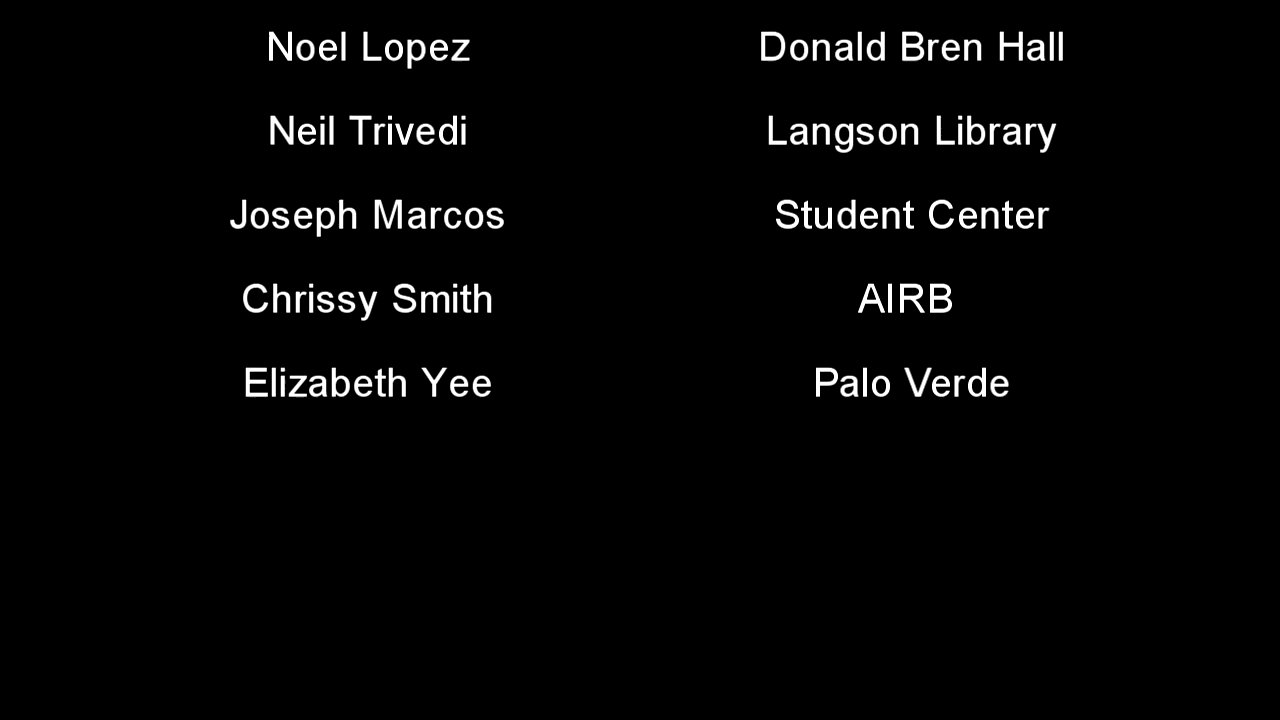 Noel Lopez Donald Bren Hall
Neil Trivedi Langson Library
Joseph Marcos Student Center
Chrissy Smith AIRB
Elizabeth Yee Palo Verde